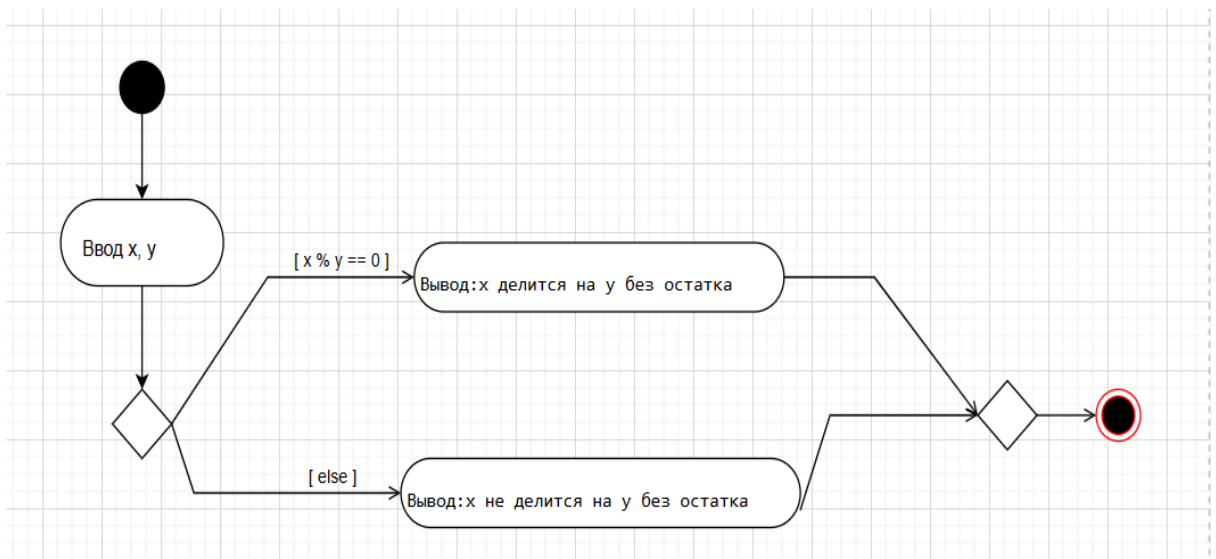 Ввод x, y
[ x % y == 0 ]
Вывод:x делится на y без остатка
[ else ]
Вывод:x не делится на y без остатка